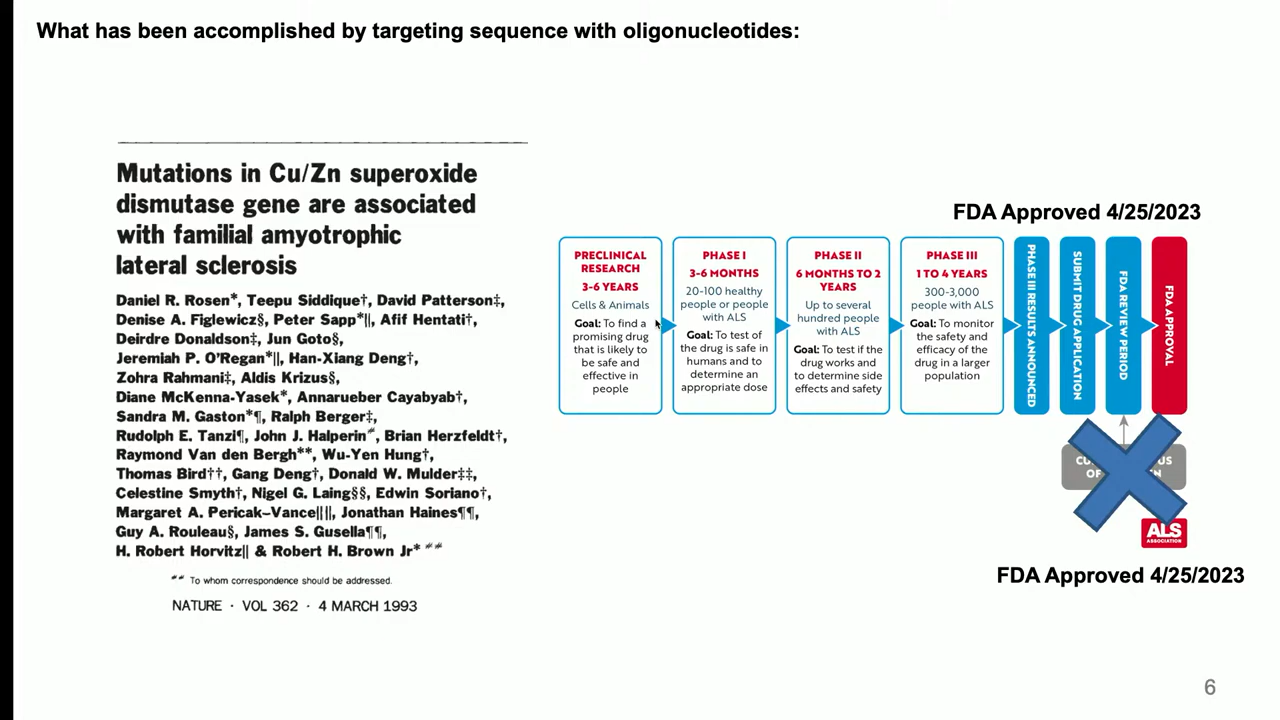 What has been accomplished by targeting sequence with oligonucleotides:
Mutations in Cu/Zn superoxide
dismutase gene are associated
with familial amyotrophic
lateral sclerosis
Daniel R. Rosen*, Teepu Siddique†, David Patterson‡,
Denise A. Figlewicz§, Peter Sapp*||, Afif Hentati†,
Deirdre Donaldson‡, Jun Goto§,
Jeremiah P. O'Regan*||, Han-Xiang Deng†,
Zohra Rahmani‡, Aldis Krizus§,
Diane McKenna-Yasek*, Annarueber Cayabyab†,
Sandra M. Gaston*¶, Ralph Berger‡,
Rudolph E. Tanzi¶, John J. Halperin#, Brian Herzfeldt†,
Raymond Van den Bergh**, Wu-Yen Hung†,
Thomas Bird††, Gang Deng†, Donald W. Mulder‡‡,
Celestine Smyth†, Nigel G. Laing§§, Edwin Soriano†,
Margaret A. Pericak–Vance||||, Jonathan Haines¶¶,
Guy A. Rouleau§, James S. Gusella¶¶,
H. Robert Horvitz|| & Robert H. Brown Jr* ##
## To whom correspondence should be addressed.
NATURE · VOL 362 · 4 MARCH 1993
FDA Approved 4/25/2023
PRECLINICAL
RESEARCH
3-6 YEARS
Cells & Animals
Goal: To find a
promising drug
that is likely to
be safe and
effective in
people
PHASE I
3-6 MONTHS
20-100 healthy
people or people
with ALS
Goal: To test of
the drug is safe in
humans and to
determine an
appropriate dose
PHASE II
6 MONTHS TO 2
YEARS
Up to several
hundred people
with ALS
Goal: To test if the
drug works and
to determine side
effects and safety
PHASE III
1 TO 4 YEARS
300-3,000
people with ALS
Goal: To monitor
the safety and
efficacy of the
drug in a larger
population
PHASE III RESULTS ANNOUNCED
SUBMIT DRUG APPLICATION
FDA REVIEW PERIOD
FDA APPROVAL
ALS
ASSOCIATION
FDA Approved 4/25/2023
6